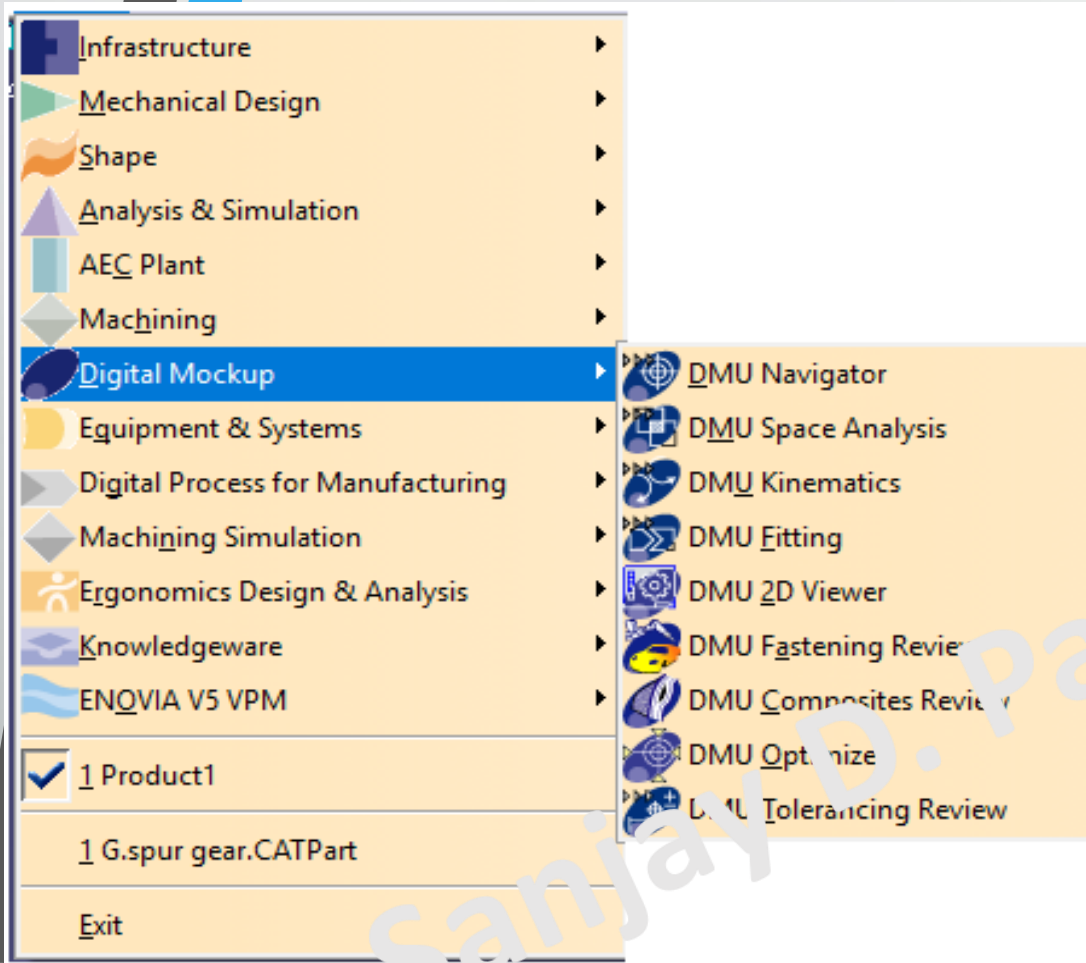 Infrastructure
Mechanical Design
Shape
Analysis & Simulation
AEC Plant
Machining
Digital Mockup
Equipment & Systems
Digital Process for Manufacturing
Machining Simulation
Ergonomics Design & Analysis
Knowledgeware
ENOVIA V5 VPM
1 Product1
1 G.spur gear.CATPart
Exit
DMU Navigator
DMU Space Analysis
DMU Kinematics
DMU Fitting
DMU 2D Viewer
DMU Fastening Review
DMU Composites Review
DMU Optimizer
DMU Tolerancing Review
Sanjay D. Pa